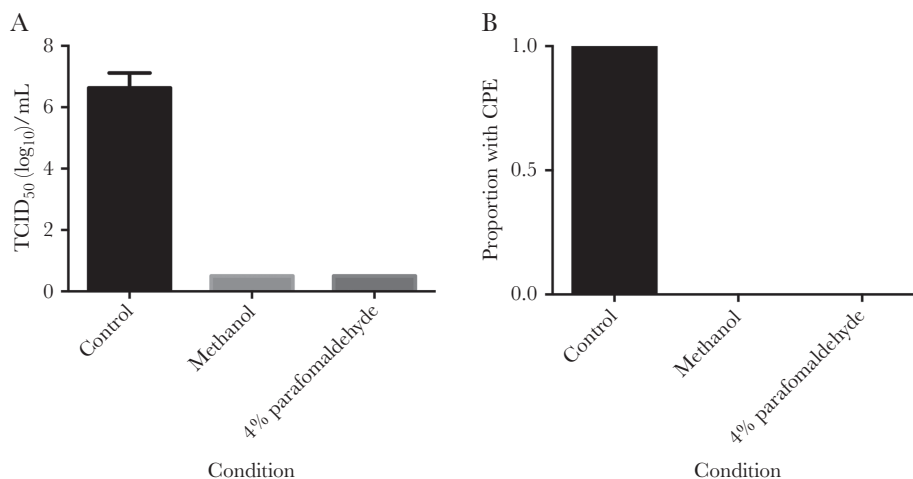 A
TCID50 (log10)/mL
8
6
4
2
0
Control
Methanol
4% parafomaldehyde
Condition
B
Proportion with CPE
1.0
0.5
0.0
Control
Methanol
4% parafomaldehyde
Condition